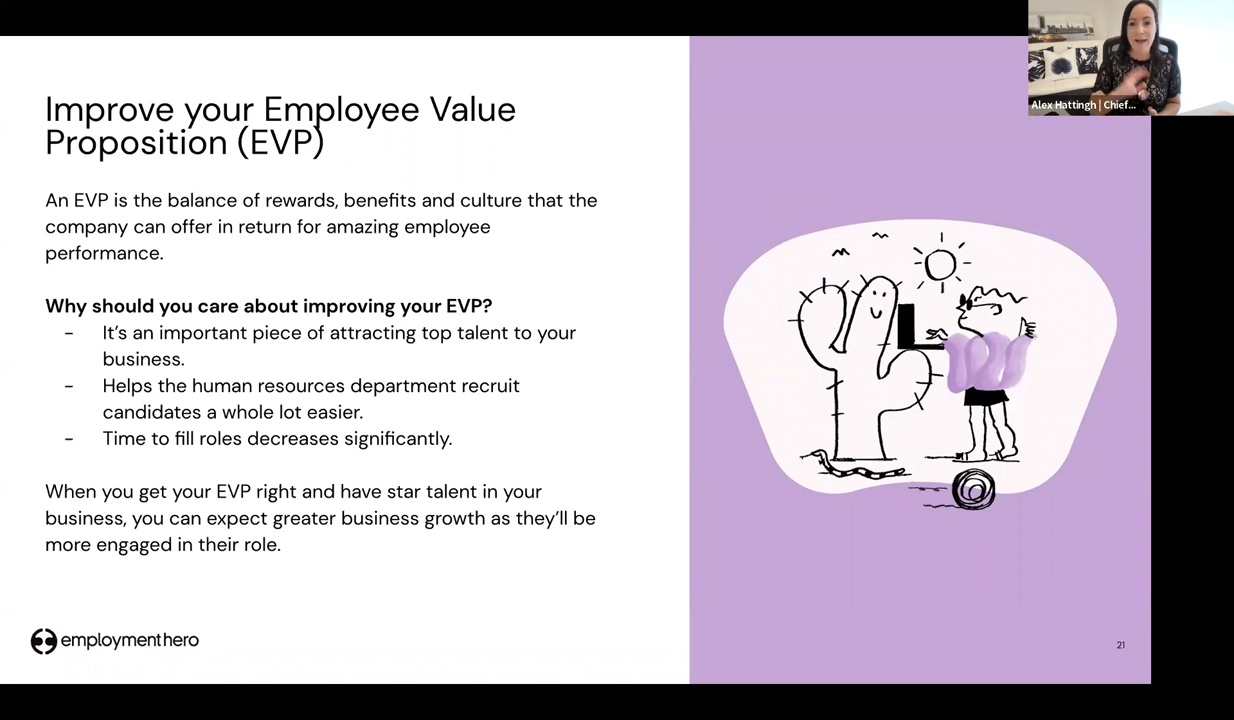 Alex Hattingh | Chief...
Improve your Employee Value
Proposition (EVP)
An EVP is the balance of rewards, benefits and culture that the
company can offer in return for amazing employee
performance.
Why should you care about improving your EVP?
- It's an important piece of attracting top talent to your
business.
- Helps the human resources department recruit
candidates a whole lot easier.
- Time to fill roles decreases significantly.
When you get your EVP right and have star talent in your
business, you can expect greater business growth as they'll be
more engaged in their role.
employmenthero
21